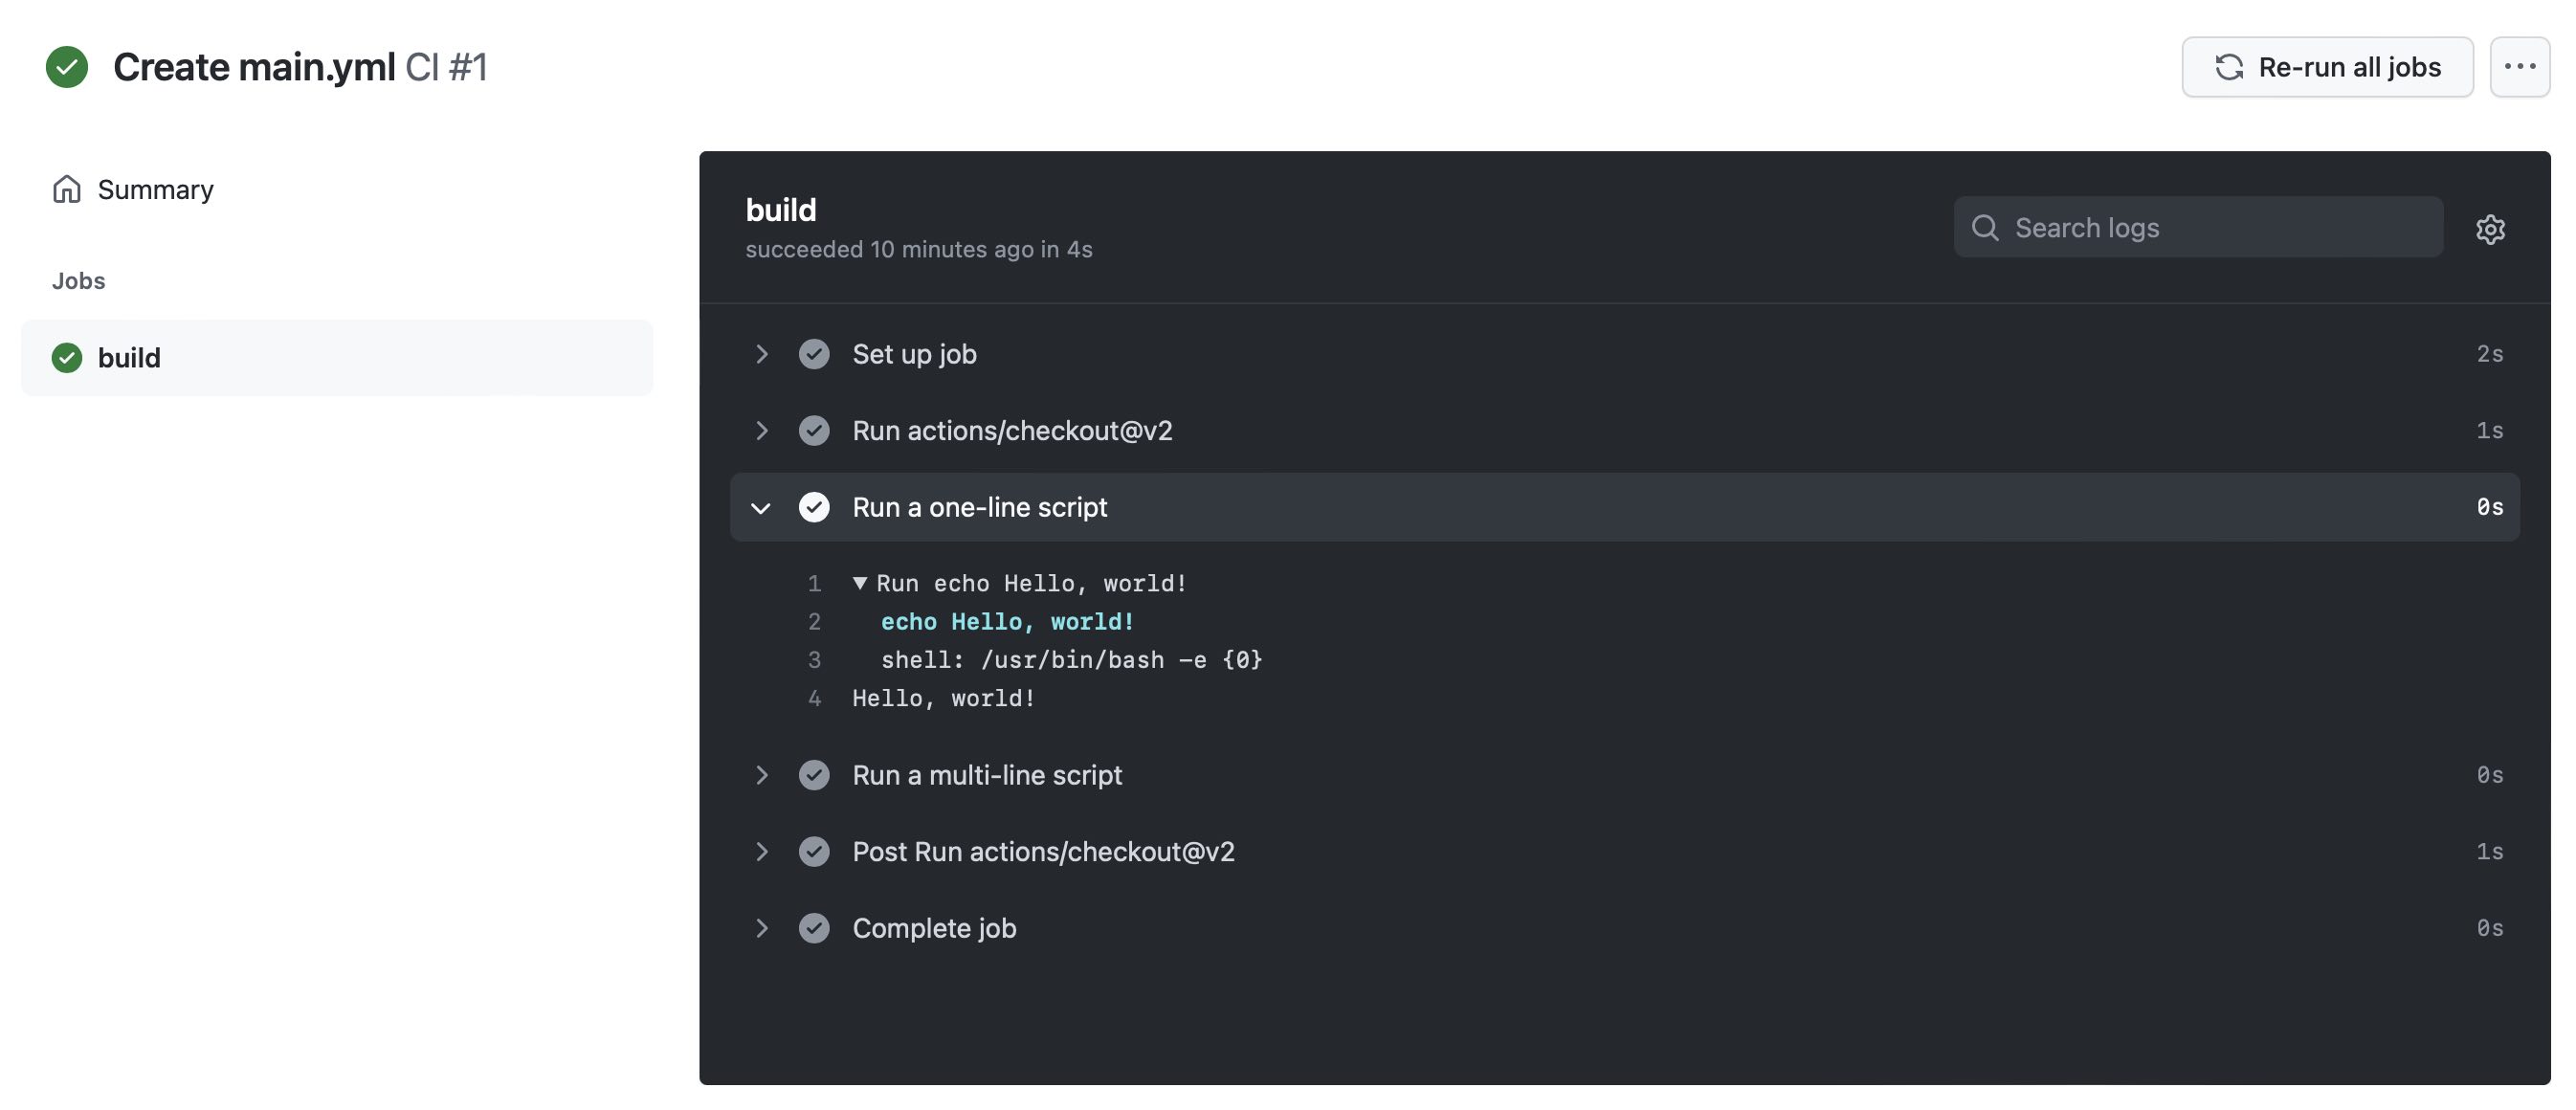 Create main.yml CI #1
Re-run all jobs
Summary
Jobs
build
build
succeeded 10 minutes ago in 4s
Search logs
Set up job 2s
Run actions/checkout@v2 1s
Run a one-line script 0s
1 ▼ Run echo Hello, world!
2 echo Hello, world!
3 shell: /usr/bin/bash -e {0}
4 Hello, world!
Run a multi-line script 0s
Post Run actions/checkout@v2 1s
Complete job 0s